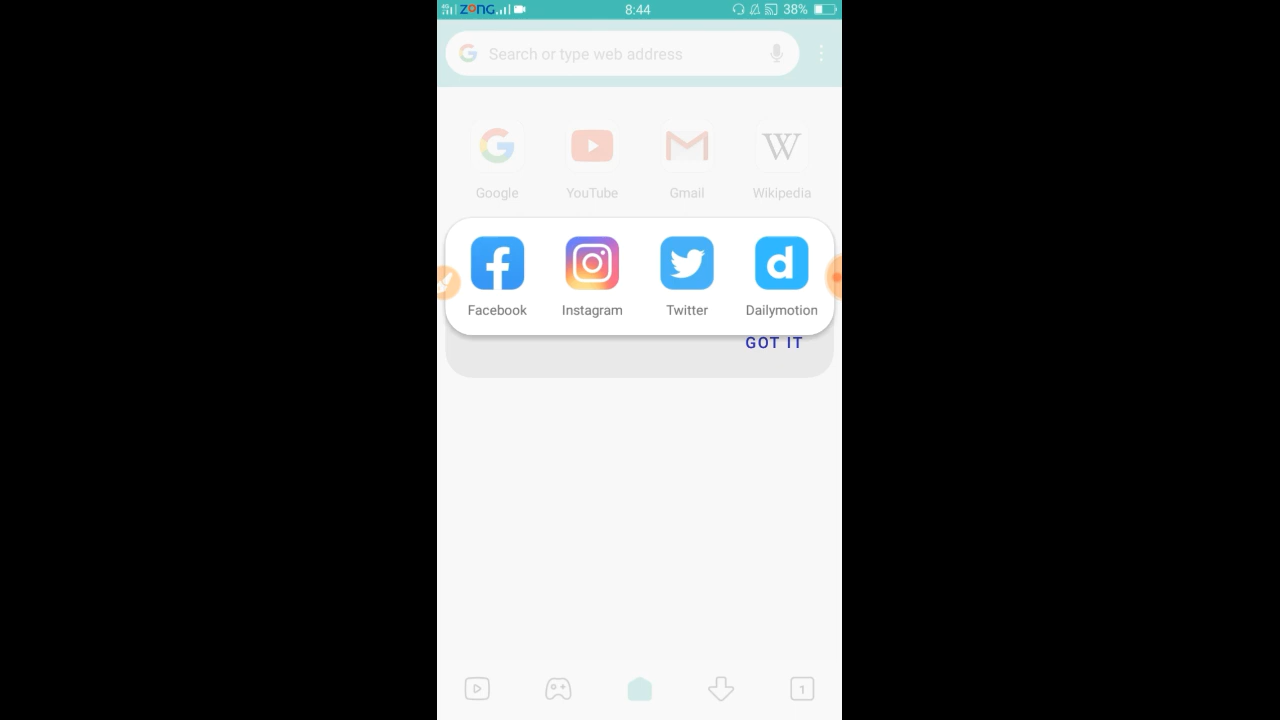 4G ZONG 8:44 38%
Search or type web address
W
Google YouTube Gmail Wikipedia
Facebook Instagram Twitter Dailymotion
GOT IT
1